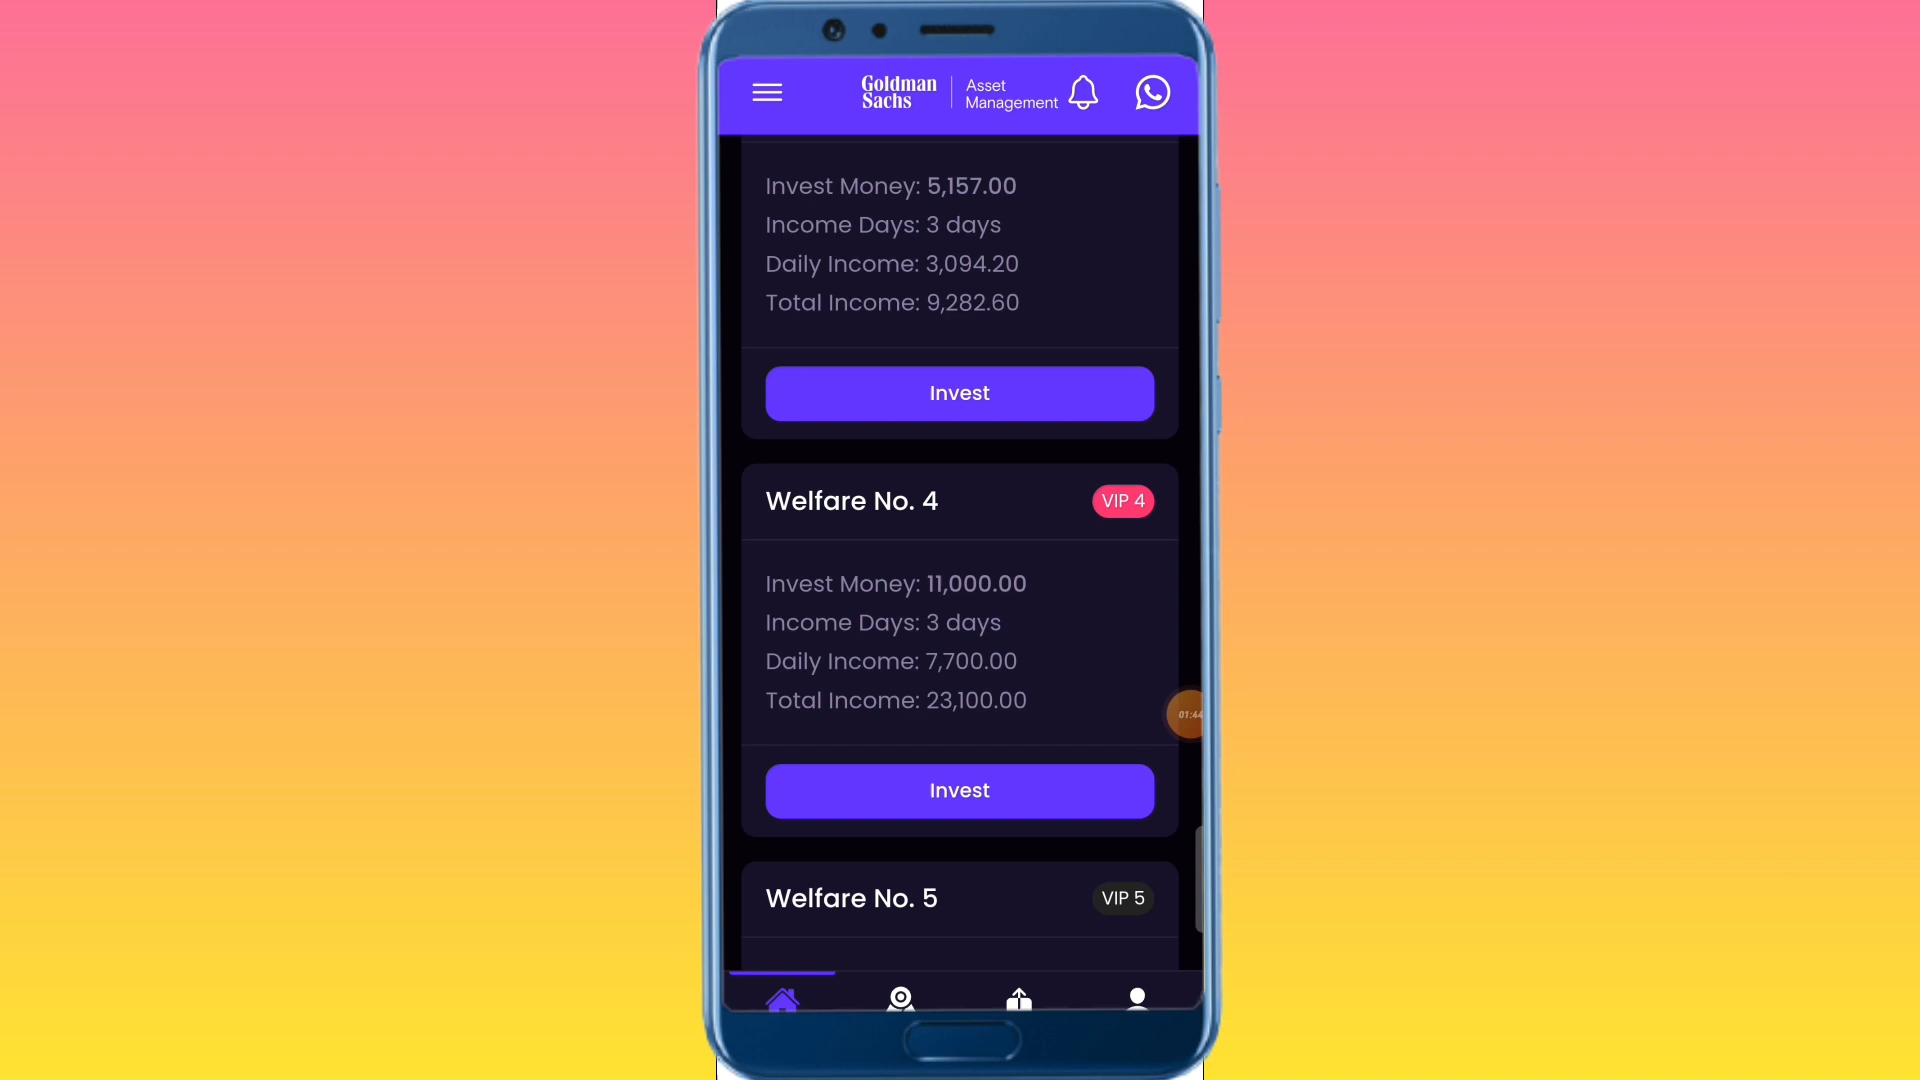 Goldman
Sachs
Asset
Management
Invest Money: 5,157.00
Income Days: 3 days
Daily Income: 3,094.20
Total Income: 9,282.60
Invest
Welfare No. 4
VIP 4
Invest Money: 11,000.00
Income Days: 3 days
Daily Income: 7,700.00
Total Income: 23,100.00
01:44
Invest
Welfare No. 5
VIP 5